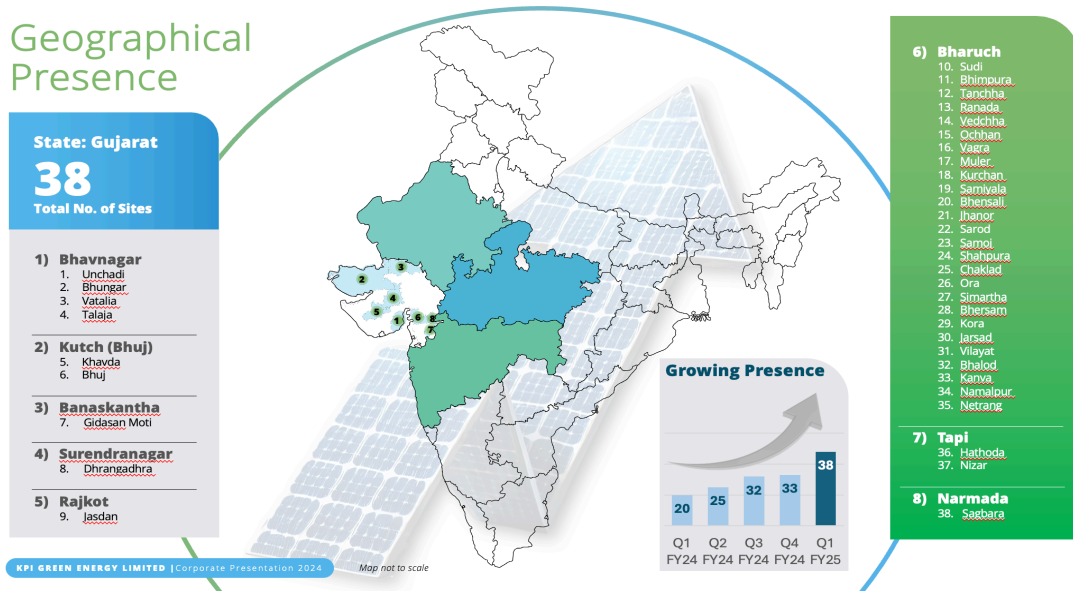 Geographical
Presence
State: Gujarat
38
Total No. of Sites
1) Bhavnagar
1. Unchadi
2. Bhungar
3. Vatalia
4. Talaja
2) Kutch (Bhuj)
5. Khavda
6. Bhuj
3) Banaskantha
7. Gidasan Moti
4) Surendranagar
8. Dhrangadhra
5) Rajkot
9. Jasdan
3
2
4
5
1
6
8
7
Growing Presence
20
25
32
33
38
Q1 Q2 Q3 Q4 Q1
FY24 FY24 FY24 FY24 FY25
6) Bharuch
10. Sudi
11. Bhimpura
12. Tanchha
13. Ranada
14. Vedchha
15. Ochhan
16. Vagra
17. Muler
18. Kurchan
19. Samiyala
20. Bhensali
21. Jhanor
22. Sarod
23. Samoi
24. Shahpura
25. Chaklad
26. Ora
27. Simartha
28. Bhersam
29. Kora
30. Jarsad
31. Vilayat
32. Bhalod
33. Kanva
34. Namalpur
35. Netrang
7) Tapi
36. Hathoda
37. Nizar
8) Narmada
38. Sagbara
KPI GREEN ENERGY LIMITED |Corporate Presentation 2024
Map not to scale